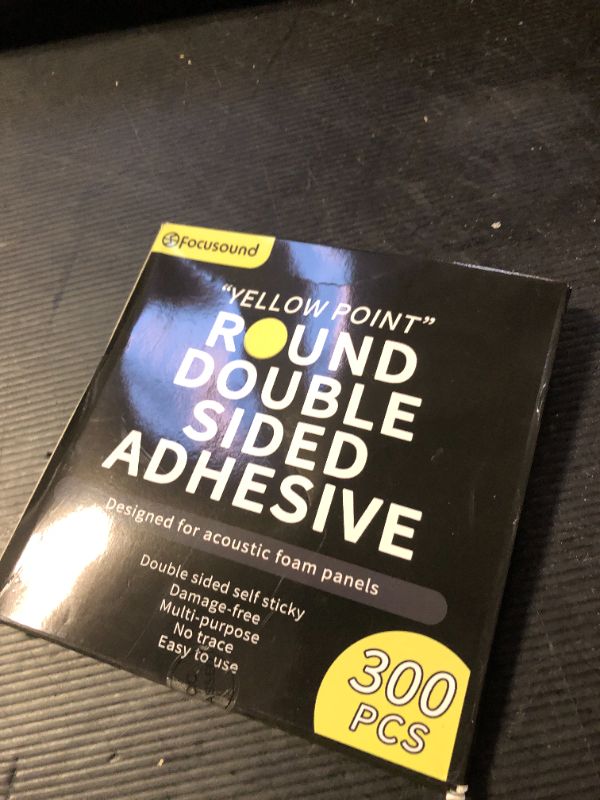 Focusound
"YELLOW POINT"
ROUND
DOUBLE
SIDED
ADHESIVE
Designed for acoustic foam panels
Double sided self sticky
Damage-free
Multi-purpose
No trace
Easy to use
300
PCS